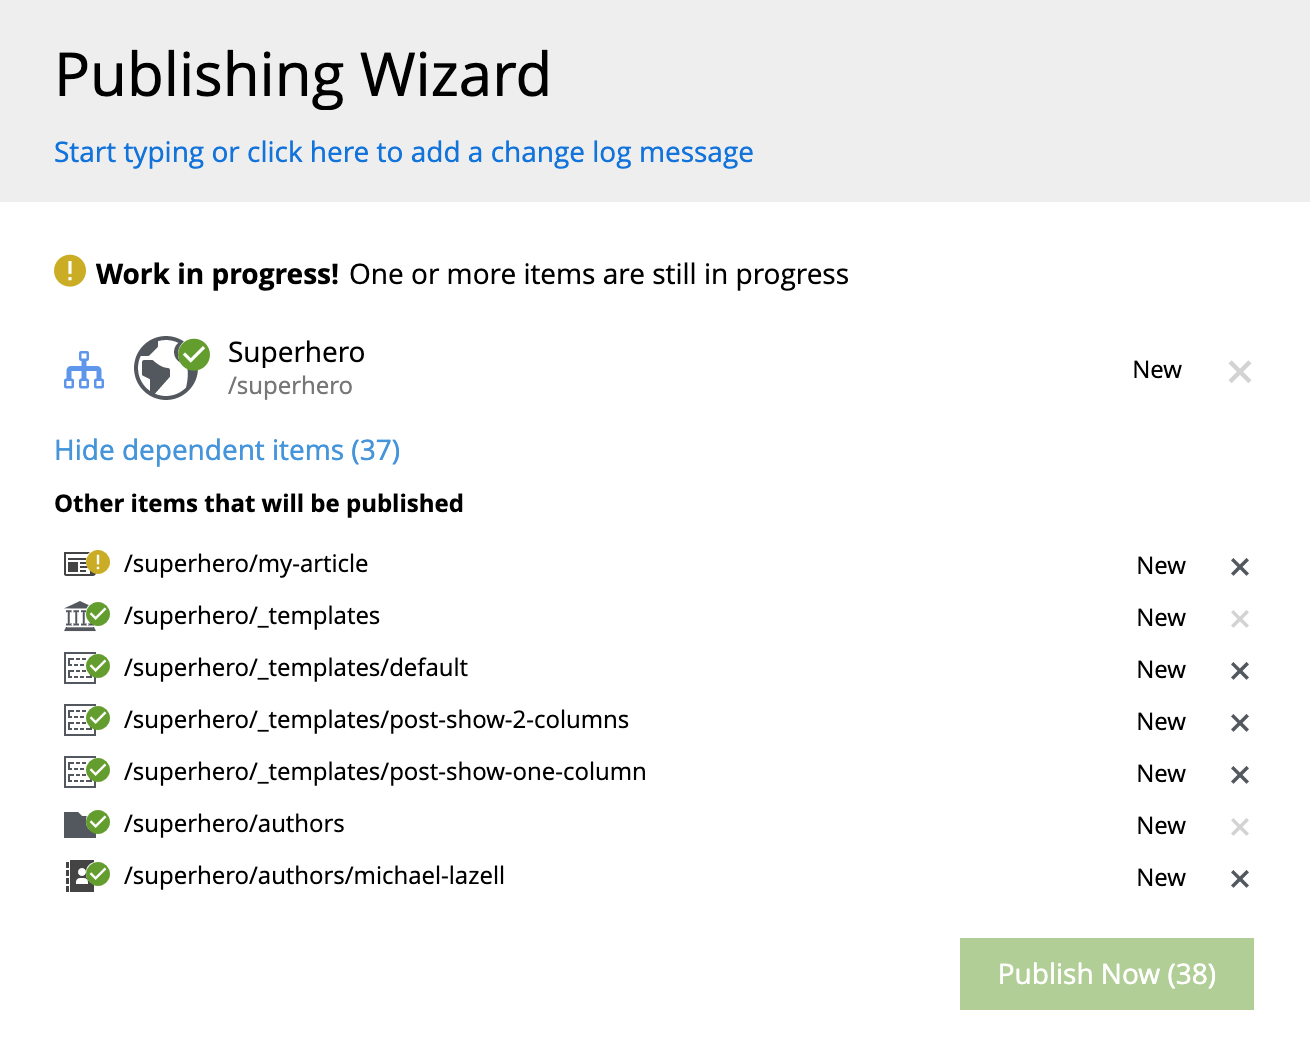 Publishing Wizard
Start typing or click here to add a change log message
Work in progress! One or more items are still in progress
Superhero
/superhero
New
Hide dependent items (37)
Other items that will be published
/superhero/my-article New
/superhero/_templates New
/superhero/_templates/default New
/superhero/_templates/post-show-2-columns New
/superhero/_templates/post-show-one-column New
/superhero/authors New
/superhero/authors/michael-lazell New
Publish Now (38)